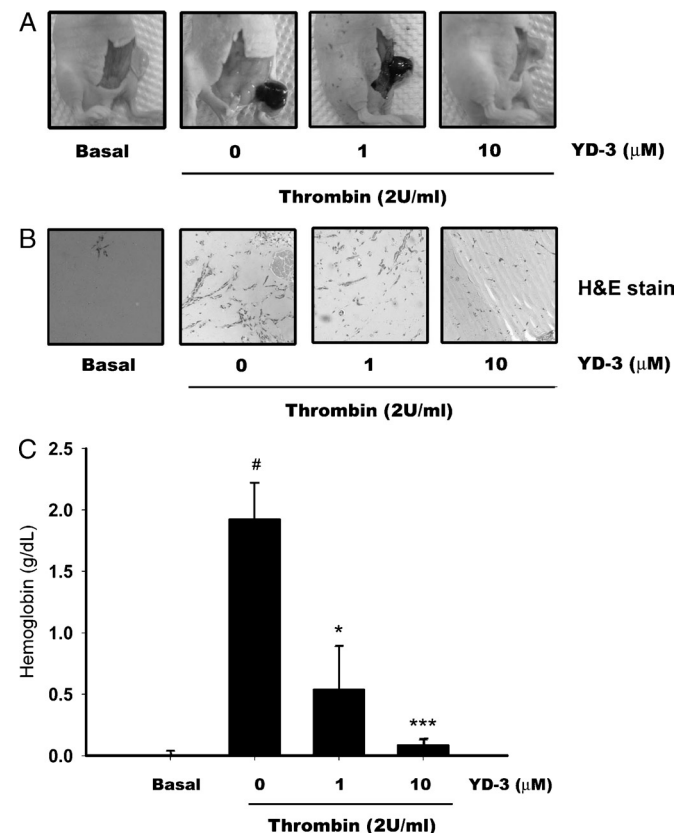 A
Basal 0 1 10 YD-3 (μM)
Thrombin (2U/ml)
B
H&E stain
Basal 0 1 10 YD-3 (μM)
Thrombin (2U/ml)
C
2.5
#
2.0
Hemoglobin (g/dL)
1.5
1.0
*
0.5
***
0.0
Basal 0 1 10 YD-3 (μM)
Thrombin (2U/ml)